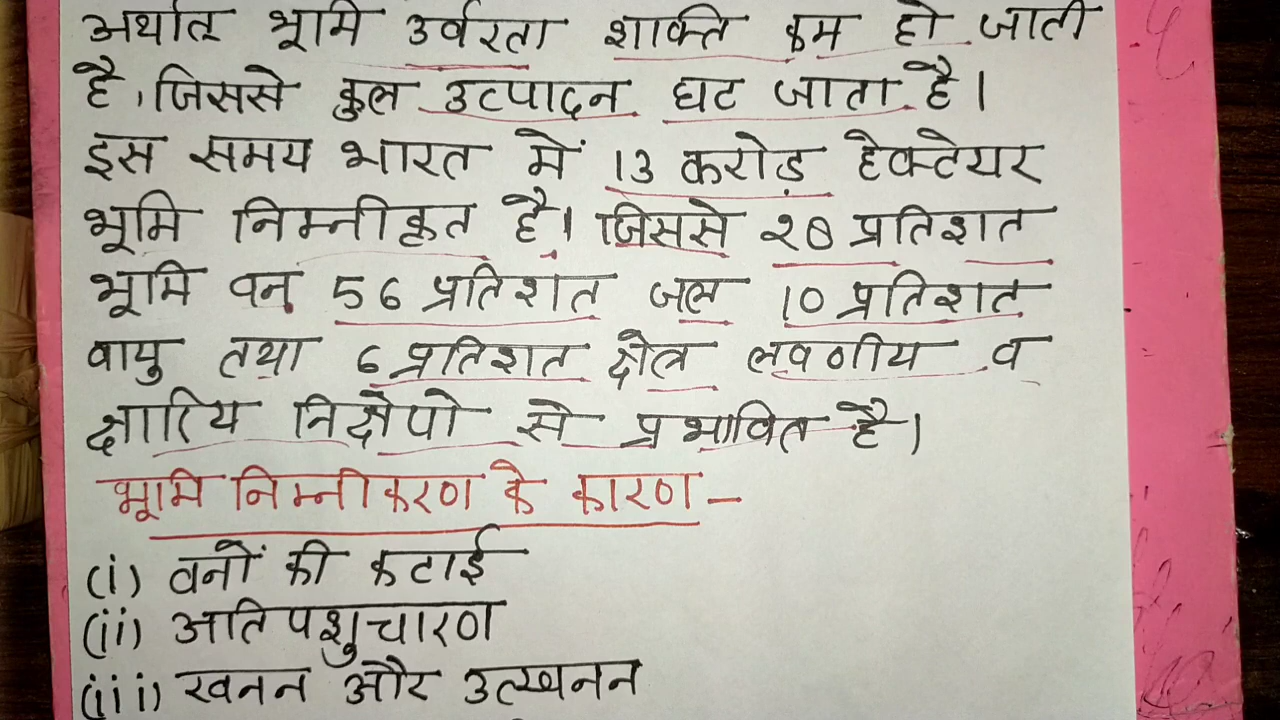 अर्थात भूमि उर्वरता शाक्ति कम हो जाती
है, जिससे कुल उत्पादन घट जाता है।
इस समय भारत में 13 करोड़ हेक्टेयर
भूमि निम्नीकृत है। जिससे २8 प्रतिशत
भूमि वन 56 प्रतिशत जल 10 प्रतिशत
वायु तथा 6 प्रतिशत क्षेत्र लवणीय व
क्षारिय निक्षेपो से प्रभावित है।
भूमि निम्नीकरण के कारण –
(i) वनों की कटाई
(ii) अतिपशुचारण
(iii) खनन और उत्खनन